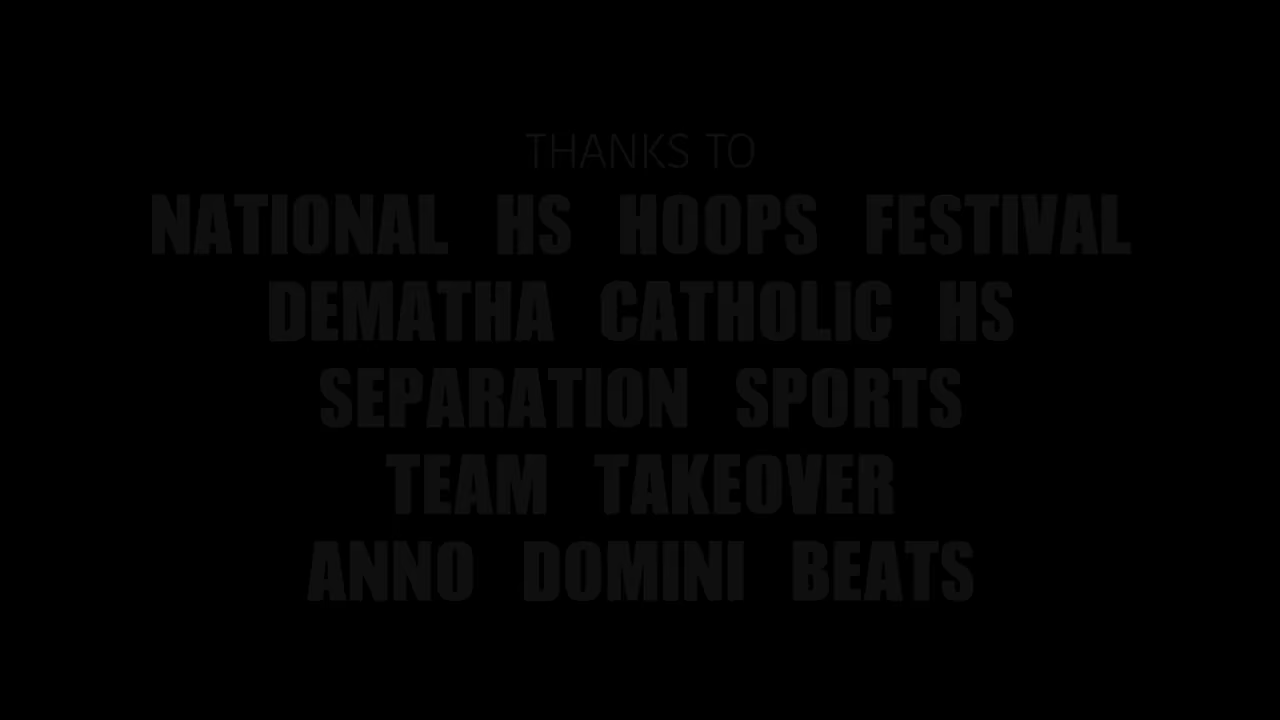 THANKS TO
NATIONAL HS HOOPS FESTIVAL
DEMATHA CATHOLIC HS
SEPARATION SPORTS
TEAM TAKEOVER
ANNO DOMINI BEATS